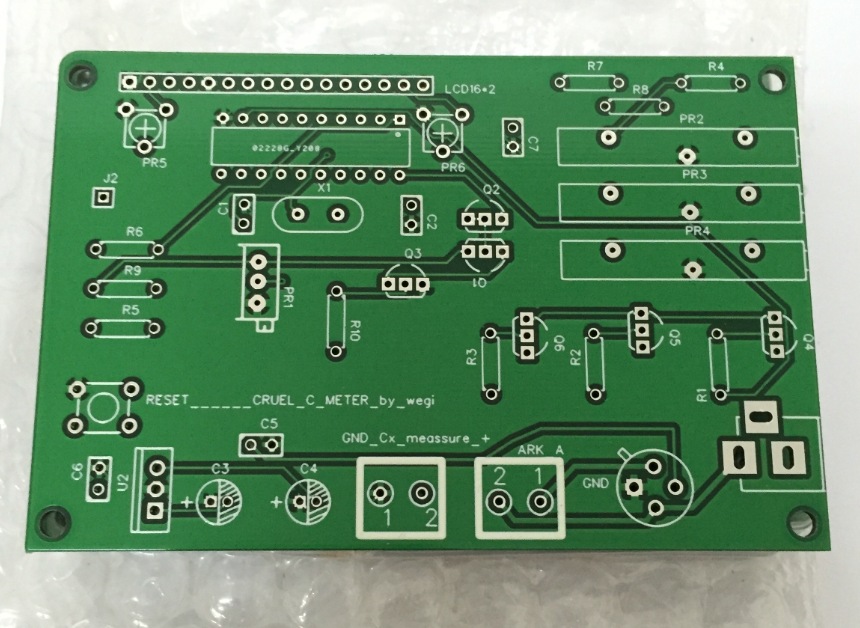 R7
R4
LCD16*2
R8
PR2
PR5
02220G_Y200
PR6
C7
PR3
J2
X1
Q2
C1
C2
PR4
R6
Q3
R9
Q1
PR1
R5
R10
R3
Q6
R2
Q5
R1
Q4
RESET______CRUEL_C_METER_by_wegi
C5
GND_Cx_meassure_+
ARK A
C6
U2
C3
C4
GND
+
+
1 2
2 1